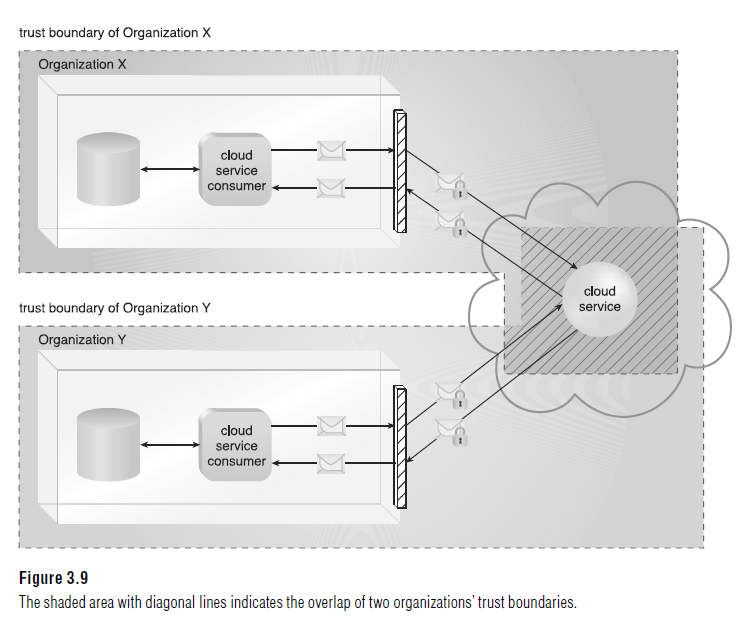 trust boundary of Organization X
Organization X
cloud
service
consumer
cloud
service
trust boundary of Organization Y
Organization Y
cloud
service
consumer
Figure 3.9
The shaded area with diagonal lines indicates the overlap of two organizations' trust boundaries.